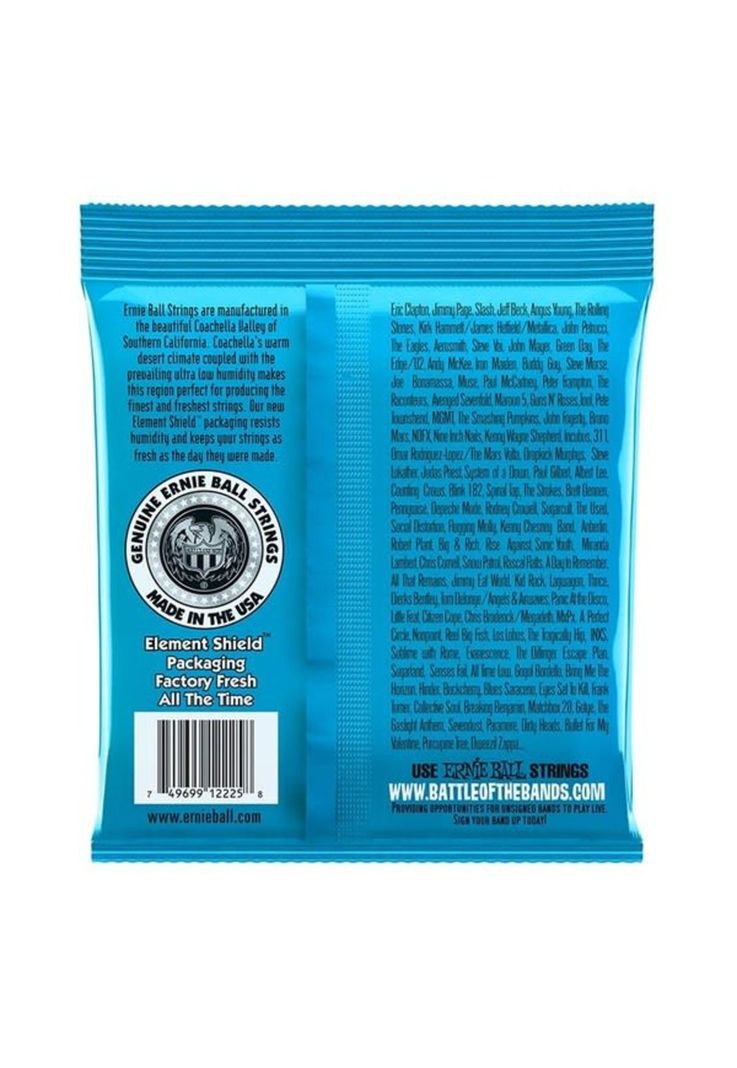 Ernie Ball Strings are manufactured in
the beautiful Coachella Valley of
Southern California. Coachella's warm
desert climate coupled with the
prevailing ultra low humidity makes
this region perfect for producing the
finest and freshest strings. Our new
Element Shield™ packaging resists
humidity and keeps your strings as
fresh as the day they were made.
GENUINE ERNIE BALL STRINGS
MADE IN THE USA
Element Shield™
Packaging
Factory Fresh
All The Time
7 49699 12225 8
www.ernieball.com
Eric Clapton, Jimmy Page, Slash, Jeff Beck, Angus Young, The Rolling
Stones, Kirk Hammett/James Hetfield/Metallica, John Petrucci,
The Eagles, Aerosmith, Steve Vai, John Mayer, Green Day, The
Edge/U2, Andy McKee, Iron Maiden, Buddy Guy, Steve Morse,
Joe Bonamassa, Muse, Paul McCartney, Peter Frampton, The
Raconteurs, Avenged Sevenfold, Maroon 5, Guns N' Roses, Pete
Townshend, MGMT, The Smashing Pumpkins, John Fogerty, Bruno
Mars, NOFX, Nine Inch Nails, Kenny Wayne Shepherd, Incubus, 311,
Omar Rodriguez-Lopez/The Mars Volta, Dropkick Murphys, Steve
Lukather, Judas Priest, System of a Down, Paul Gilbert, Albert Lee,
Counting Crows, Blink 182, Spinal Tap, The Strokes, Brett
Pennywise, Depeche Mode, Rodney Crowell, Sugarcult, The Used,
Social Distortion, Flogging Molly, Kenny Chesney Band, Anberlin,
Robert Plant, Big & Rich, Rise Against, Sonic Youth, Miranda
Lambert, Chris Cornell, Snow Patrol, Rascal Flatts, A Day to Remember,
All That Remains, Jimmy Eat World, Kid Rock, Lagwagon, Thrice,
Dierks Bentley, Tom Delonge/Angels & Airwaves, Panic At the Disco,
Little Feat, Citizen Cope, Chris Broderick/Megadeth, MxPx, A Perfect
Circle, Nonpoint, Reel Big Fish, Los Lobos, The Tragically Hip, INXS,
Sublime with Rome, Evanescence, The Dillinger Escape Plan,
Sugarland, Senses Fail, All Time Low, Gogol Bordello, Bring Me The
Horizon, Hinder, Buckcherry, Blues Saraceno, Eyes Set To Kill, Frank
Turner, Collective Soul, Breaking Benjamin, Matchbox 20, Gotye, The
Gaslight Anthem, Sevendust, Paramore, Dirty Heads, Bullet For My
Valentine, Porcupine Tree, Dweezil Zappa...
USE ERNIE BALL STRINGS
WWW.BATTLEOFTHEBANDS.COM
PROVIDING OPPORTUNITIES FOR UNSIGNED BANDS TO PLAY LIVE.
SIGN YOUR BAND UP TODAY!